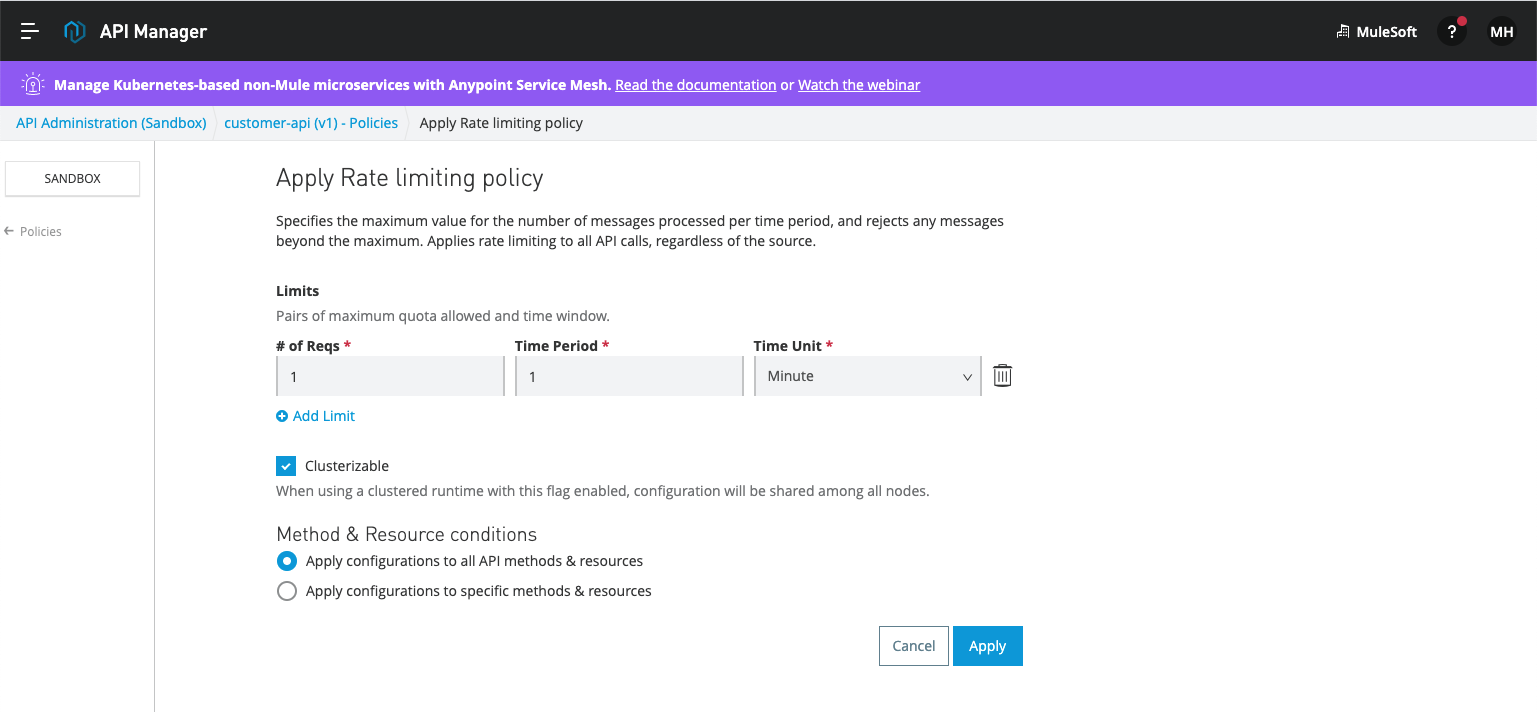 API Manager
MuleSoft
?
MH
Manage Kubernetes-based non-Mule microservices with Anypoint Service Mesh. Read the documentation or Watch the webinar
API Administration (Sandbox)
customer-api (v1) - Policies
Apply Rate limiting policy
SANDBOX
Policies
Apply Rate limiting policy
Specifies the maximum value for the number of messages processed per time period, and rejects any messages
beyond the maximum. Applies rate limiting to all API calls, regardless of the source.
Limits
Pairs of maximum quota allowed and time window.
# of Reqs *
Time Period *
Time Unit *
1
1
Minute
Add Limit
Clusterizable
When using a clustered runtime with this flag enabled, configuration will be shared among all nodes.
Method & Resource conditions
Apply configurations to all API methods & resources
Apply configurations to specific methods & resources
Cancel
Apply